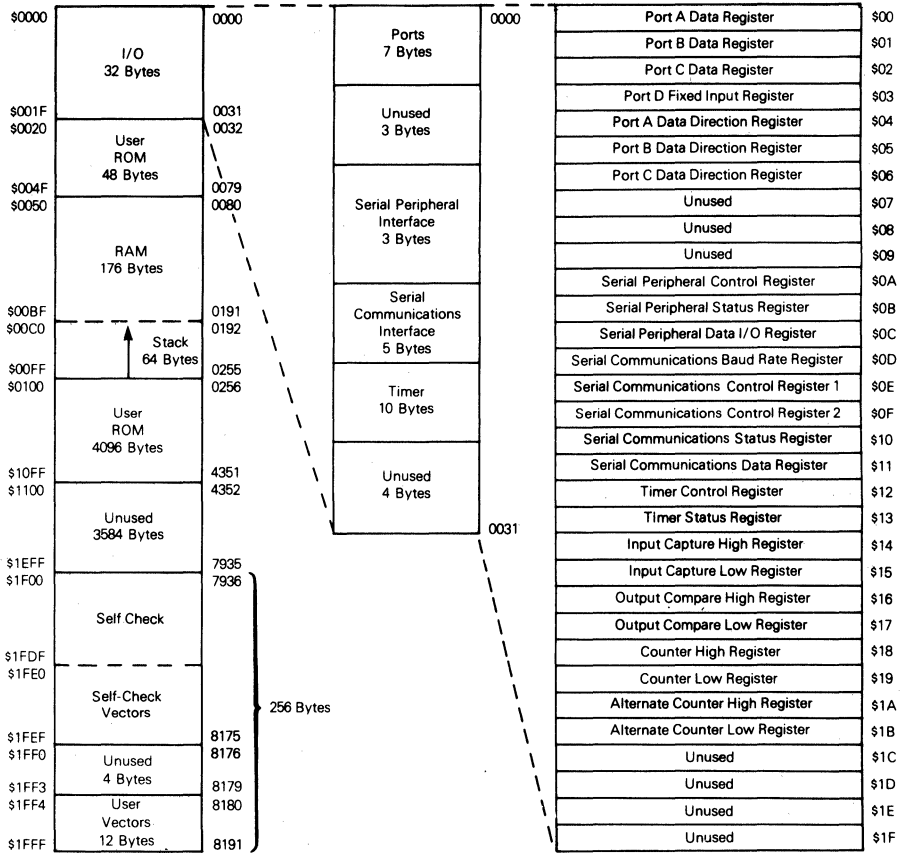 $0000
0000
I/O
32 Bytes
$001F
0031
$0020
0032
User
ROM
48 Bytes
$004F
0079
$0050
0080
RAM
176 Bytes
$00BF
0191
$00C0
0192
Stack
64 Bytes
$00FF
0255
$0100
0256
User
ROM
4096 Bytes
$10FF
4351
$1100
4352
Unused
3584 Bytes
$1EFF
7935
$1F00
7936
Self Check
$1FDF
$1FE0
Self-Check
Vectors
$1FEF
8175
$1FF0
8176
Unused
4 Bytes
$1FF3
8179
$1FF4
8180
User
Vectors
12 Bytes
$1FFF
8191
256 Bytes
0000
Ports
7 Bytes
Unused
3 Bytes
Serial Peripheral
Interface
3 Bytes
Serial
Communications
Interface
5 Bytes
Timer
10 Bytes
Unused
4 Bytes
0031
Port A Data Register $00
Port B Data Register $01
Port C Data Register $02
Port D Fixed Input Register $03
Port A Data Direction Register $04
Port B Data Direction Register $05
Port C Data Direction Register $06
Unused $07
Unused $08
Unused $09
Serial Peripheral Control Register $0A
Serial Peripheral Status Register $0B
Serial Peripheral Data I/O Register $0C
Serial Communications Baud Rate Register $0D
Serial Communications Control Register 1 $0E
Serial Communications Control Register 2 $0F
Serial Communications Status Register $10
Serial Communications Data Register $11
Timer Control Register $12
Timer Status Register $13
Input Capture High Register $14
Input Capture Low Register $15
Output Compare High Register $16
Output Compare Low Register $17
Counter High Register $18
Counter Low Register $19
Alternate Counter High Register $1A
Alternate Counter Low Register $1B
Unused $1C
Unused $1D
Unused $1E
Unused $1F